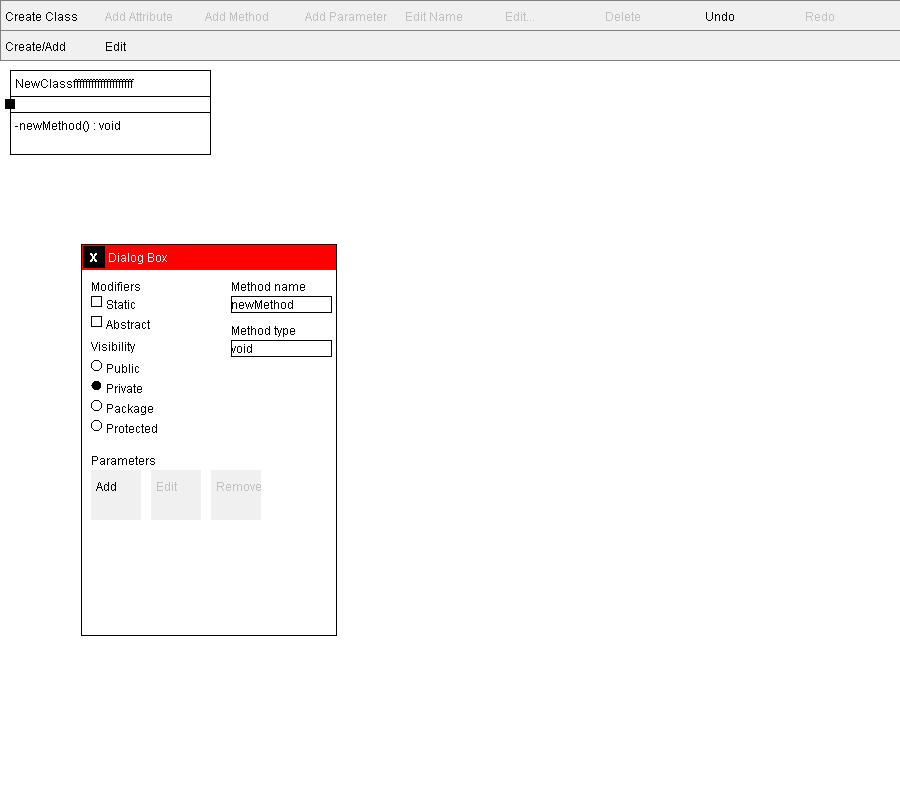 Create Class Add Attribute Add Method Add Parameter Edit Name Edit... Delete Undo Redo
Create/Add Edit
-newMethod() : void
X Dialog Box
Modifiers
Static
Abstract
Visibility
Public
Private
Package
Protected
Method name
newMethod
Method type
void
Parameters
Add Edit Remove